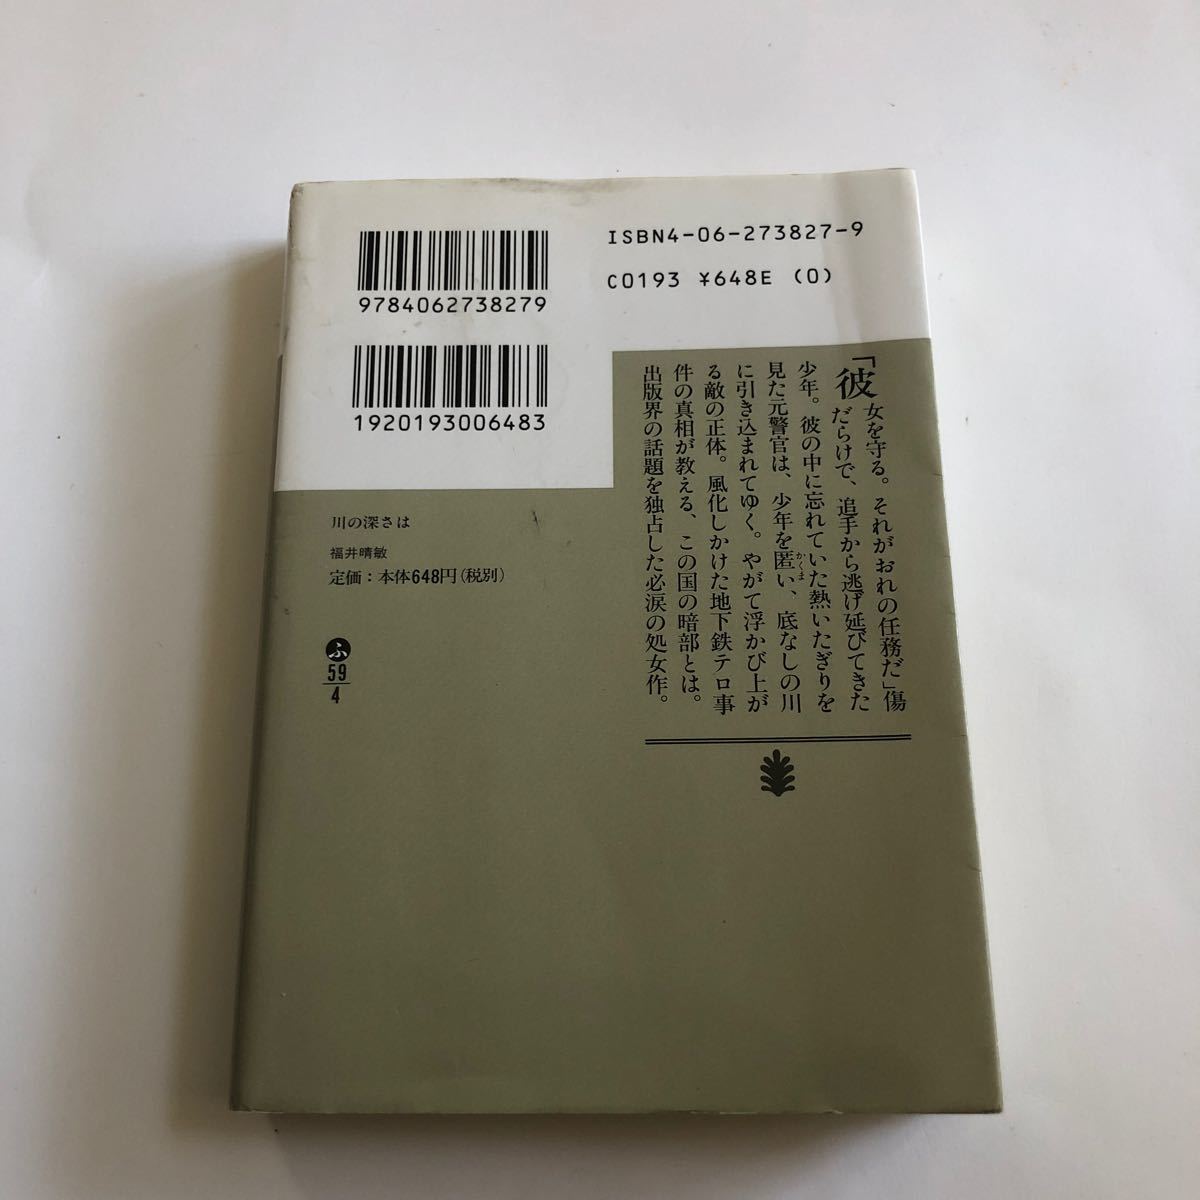 9784062738279
ISBN4-06-273827-9
C0193 ¥648E (0)
1920193006483
「彼女を守る。それがおれの任務だ」傷
だらけで、追手から逃げ延びてきた
少年。彼の中に忘れていた熱いたぎりを
見た元警官は、少年を匿い、底なしの川
かくま
に引き込まれてゆく。やがて浮かび上が
る敵の正体。風化しかけた地下鉄テロ事
件の真相が教える、この国の暗部とは。
出版界の話題を独占した必涙の処女作。
川の深さは
福井晴敏
定価：本体648円(税別)
ふ
59
4